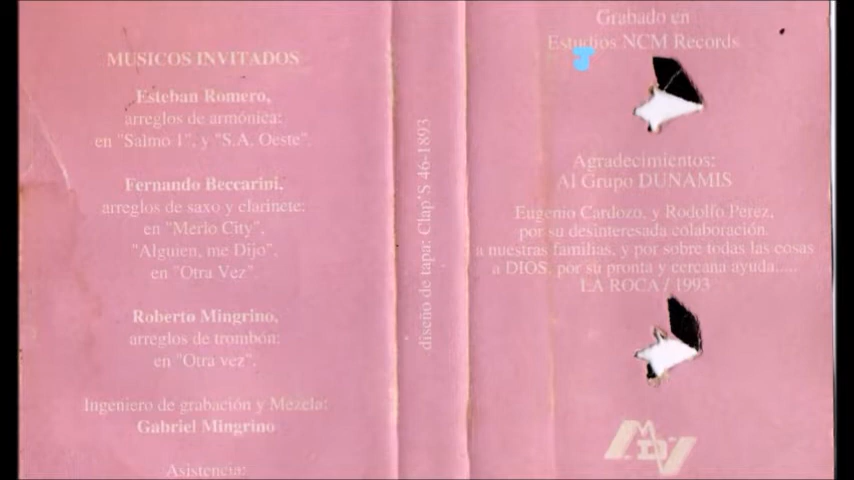 MUSICOS INVITADOS
Esteban Romero,
arreglos de armónica:
en "Salmo 1", y "S.A. Oeste".
Fernando Beccarini,
arreglos de saxo y clarinete:
en "Merlo City",
"Alguien, me Dijo",
en "Otra Vez".
Roberto Mingrino,
arreglos de trombón:
en "Otra vez".
Ingeniero de grabación y Mezcla:
Gabriel Mingrino
Asistencia:
diseño de tapa: Clap'S 46-1893
Grabado en
Estudios NCM Records
Agradecimientos:
Al Grupo DUNAMIS
Eugenio Cardozo, y Rodolfo Perez,
por su desinteresada colaboración.
a nuestras familias, y por sobre todas las cosas
a DIOS, por su pronta y cercana ayuda.....
LA ROCA / 1993
MDV